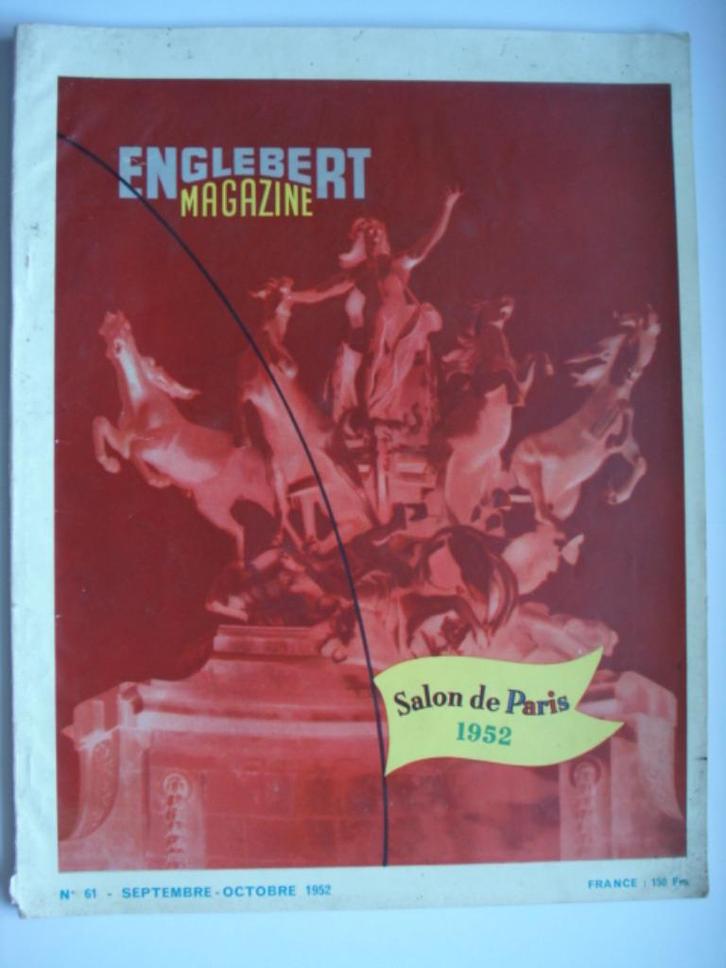 ENGLEBERT
MAGAZINE
Salon de Paris
1952
N° 61 - SEPTEMBRE-OCTOBRE 1952
FRANCE : 150 Frs.